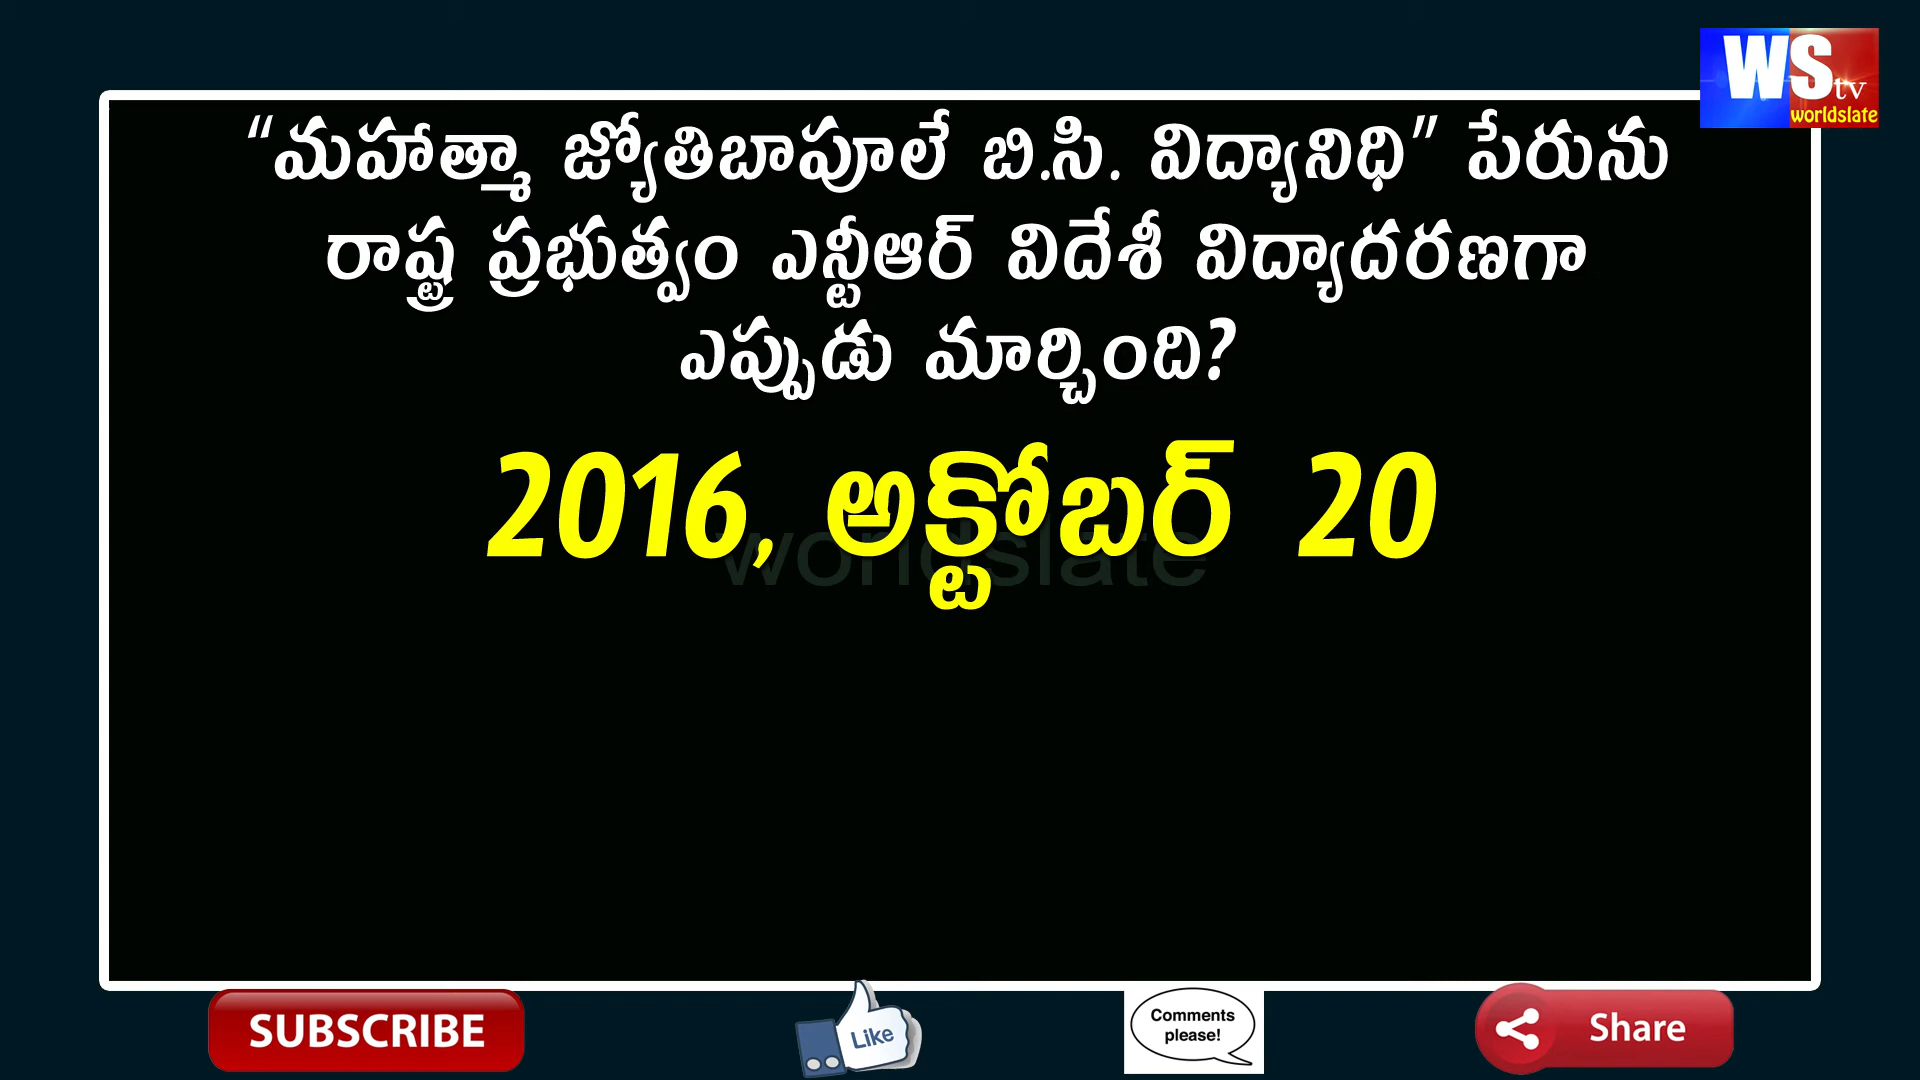 WS tv
worldslate
“మహాత్మా జ్యోతిబాపూలే బి.సి. విద్యానిధి” పేరును
రాష్ట్ర ప్రభుత్వం ఎన్టీఆర్ విదేశీ విద్యాదరణగా
ఎప్పుడు మార్చింది?
2016, అక్టోబర్ 20
worldslate
SUBSCRIBE
Like
Comments
please!
Share